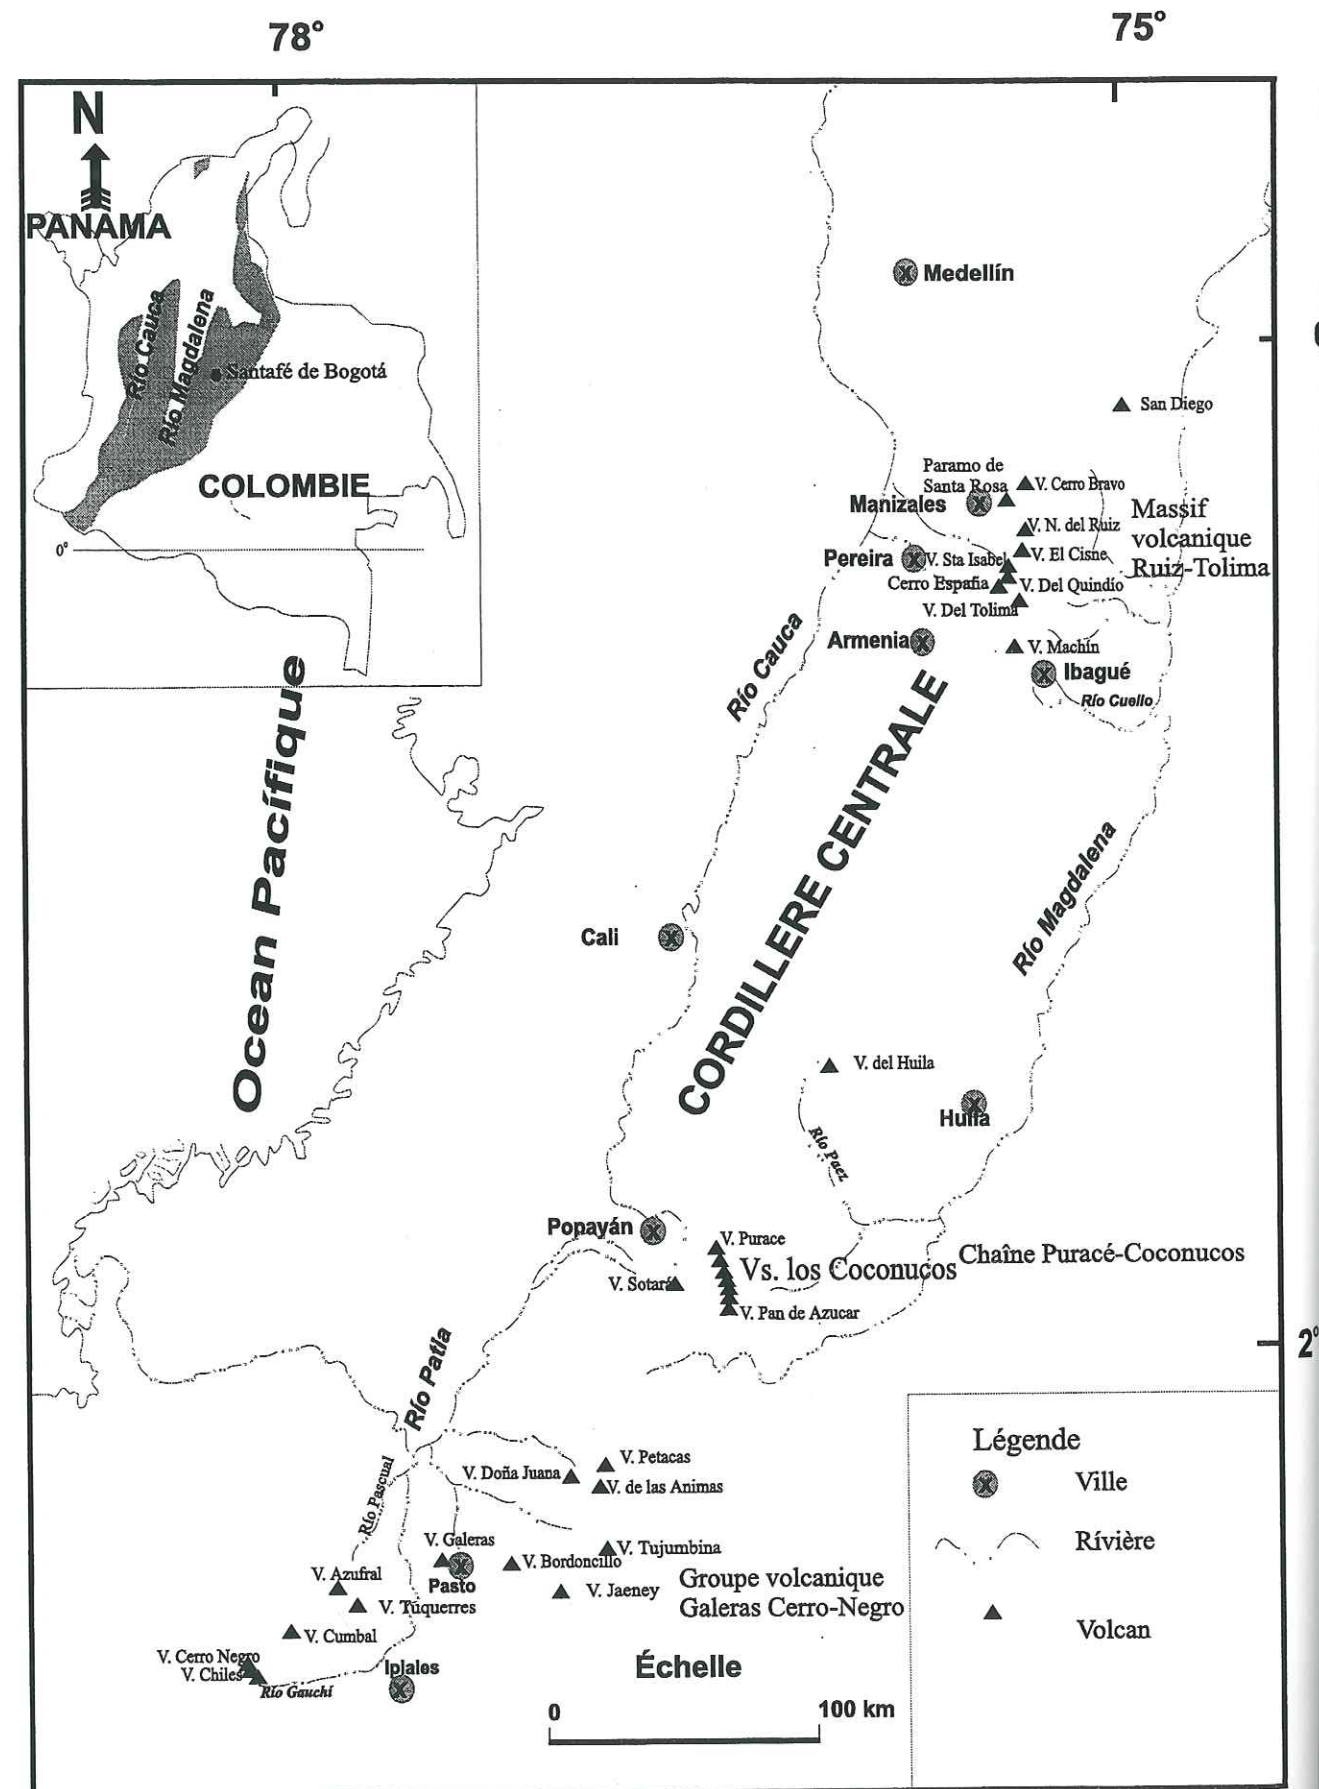 78°
75°
N
PANAMA
Río Cauca
Río Magdalena
Santafé de Bogotá
COLOMBIE
0°
Medellín
San Diego
Paramo de
Santa Rosa
V. Cerro Bravo
Manizales
Massif
volcanique
Ruiz-Tolima
V. N. del Ruiz
Pereira
V. Sta Isabel
V. El Cisne
Cerro España
V. Del Quindío
V. Del Tolima
Armenia
V. Machín
Ibagué
Río Cuello
Río Cauca
Ocean Pacífique
CORDILLERE CENTRALE
Río Magdalena
Cali
V. del Huila
Huila
Río Paez
Popayán
V. Purace
Vs. los Coconucos
Chaîne Puracé-Coconucos
V. Sotará
V. Pan de Azucar
2°
Río Patia
Río Pascual
V. Petacas
V. Doña Juana
V. de las Animas
V. Galeras
V. Tujumbina
V. Bordoncillo
Pasto
V. Azufral
V. Jaeney
Groupe volcanique
Galeras Cerro-Negro
V. Túquerres
V. Cumbal
V. Cerro Negro
V. Chiles
Ipiales
Río Gauchí
Échelle
0
100 km
Légende
Ville
Rívière
Volcan